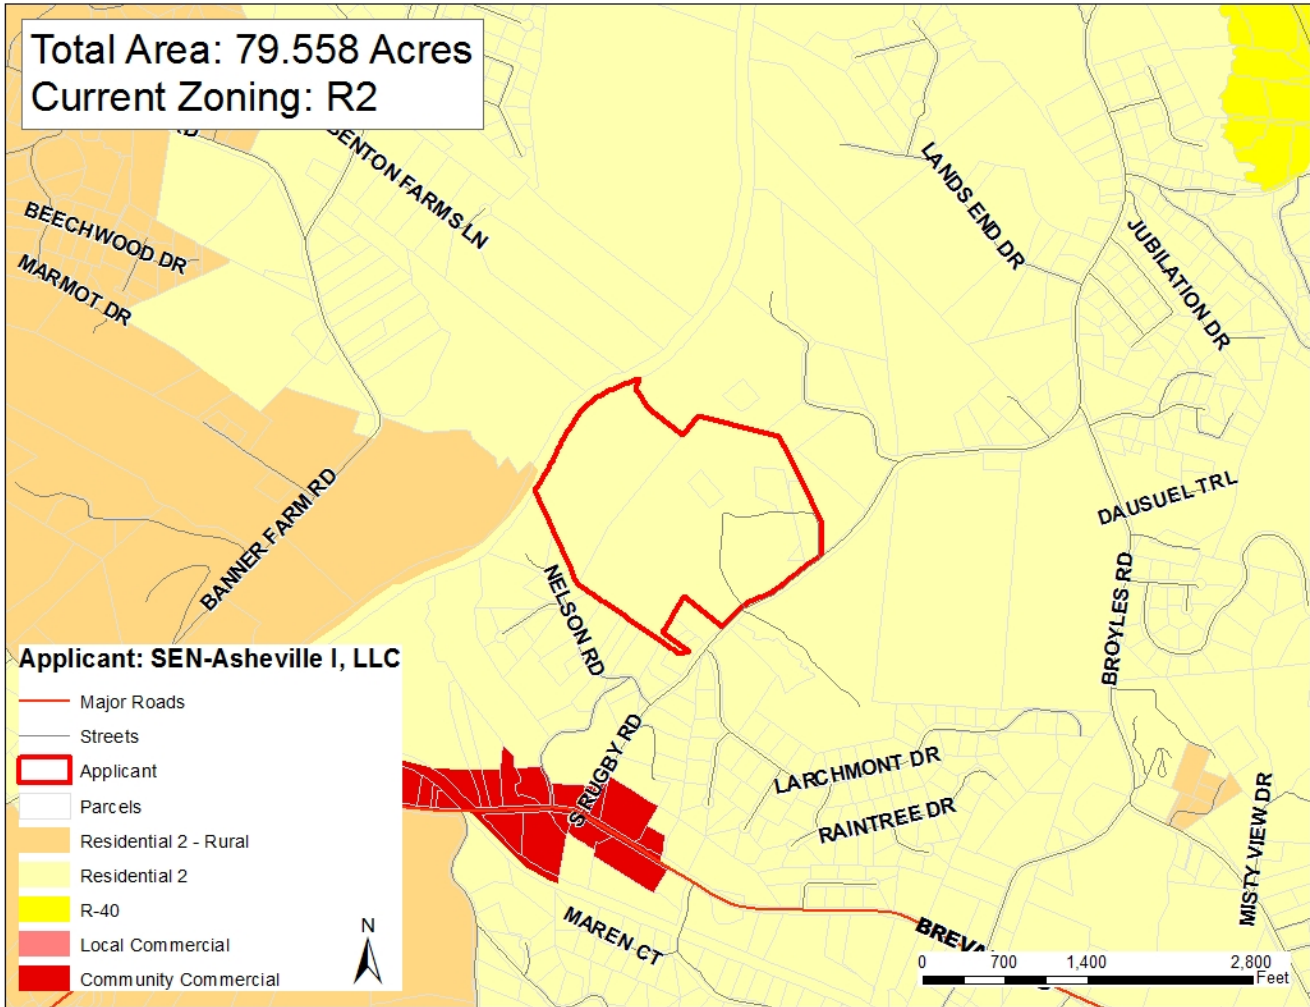 Total Area: 79.558 Acres
Current Zoning: R2
RD
BENTON FARMS LN
LANDS END DR
BEECHWOOD DR
JUBILATION DR
MARMOT DR
DAUSUEL TRL
BANNER FARM RD
NELSON RD
BROYLES RD
Applicant: SEN-Asheville I, LLC
Major Roads
Streets
Applicant
Parcels
Residential 2 - Rural
Residential 2
R-40
Local Commercial
Community Commercial
N
S RUGBY RD
LARCHMONT DR
RAINTREE DR
MISTY VIEW DR
MAREN CT
0 700 1,400 2,800
Feet